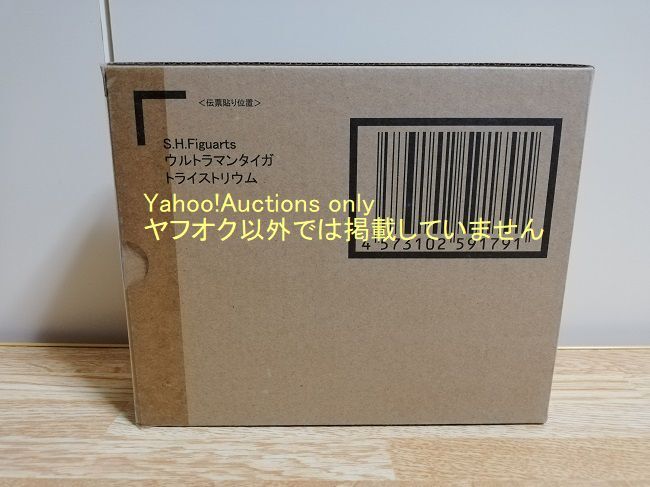 <伝票貼り位置>
S.H.Figuarts
ウルトラマンタイガ
トライストリウム
Yahoo!Auctions only
ヤフオク以外では掲載していません
4 573102 591791